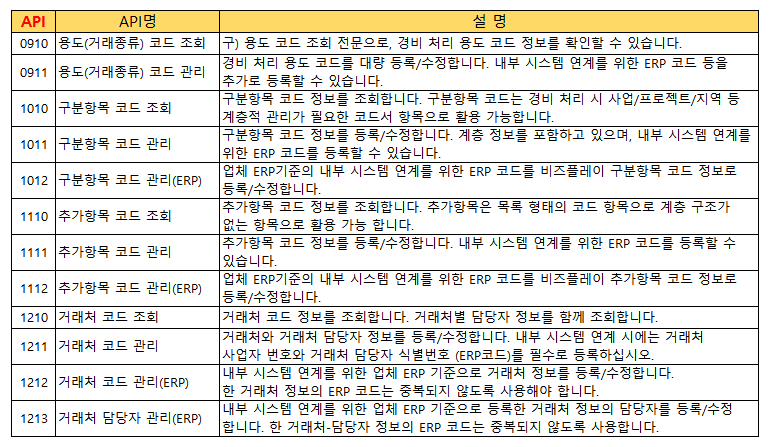 API API명 설 명
0910 용도(거래종류) 코드 조회 구) 용도 코드 조회 전문으로, 경비 처리 용도 코드 정보를 확인할 수 있습니다.
0911 용도(거래종류) 코드 관리 경비 처리 용도 코드를 대량 등록/수정합니다. 내부 시스템 연계를 위한 ERP 코드 등을
추가로 등록할 수 있습니다.
1010 구분항목 코드 조회 구분항목 코드 정보를 조회합니다. 구분항목 코드는 경비 처리 시 사업/프로젝트/지역 등
계층적 관리가 필요한 코드서 항목으로 활용 가능합니다.
1011 구분항목 코드 관리 구분항목 코드 정보를 등록/수정합니다. 계층 정보를 포함하고 있으며, 내부 시스템 연계를
위한 ERP 코드를 등록할 수 있습니다.
1012 구분항목 코드 관리(ERP) 업체 ERP기준의 내부 시스템 연계를 위한 ERP 코드를 비즈플레이 구분항목 코드 정보로
등록/수정합니다.
1110 추가항목 코드 조회 추가항목 코드 정보를 조회합니다. 추가항목은 목록 형태의 코드 항목으로 계층 구조가
없는 항목으로 활용 가능 합니다.
1111 추가항목 코드 관리 추가항목 코드 정보를 등록/수정합니다. 내부 시스템 연계를 위한 ERP 코드를 등록할 수
있습니다.
1112 추가항목 코드 관리(ERP) 업체 ERP기준의 내부 시스템 연계를 위한 ERP 코드를 비즈플레이 추가항목 코드 정보로
등록/수정합니다.
1210 거래처 코드 조회 거래처 코드 정보를 조회합니다. 거래처별 담당자 정보를 함께 조회합니다.
1211 거래처 코드 관리 거래처와 거래처 담당자 정보를 등록/수정합니다. 내부 시스템 연계 시에는 거래처
사업자 번호와 거래처 담당자 식별번호 (ERP코드)를 필수로 등록하십시오.
1212 거래처 코드 관리(ERP) 내부 시스템 연계를 위한 업체 ERP 기준으로 거래처 정보를 등록/수정합니다.
한 거래처 정보의 ERP 코드는 중복되지 않도록 사용해야 합니다.
1213 거래처 담당자 관리(ERP) 내부 시스템 연계를 위한 업체 ERP 기준으로 등록한 거래처 정보의 담당자를 등록/수정
합니다. 한 거래처-담당자 정보의 ERP 코드는 중복되지 않도록 사용합니다.